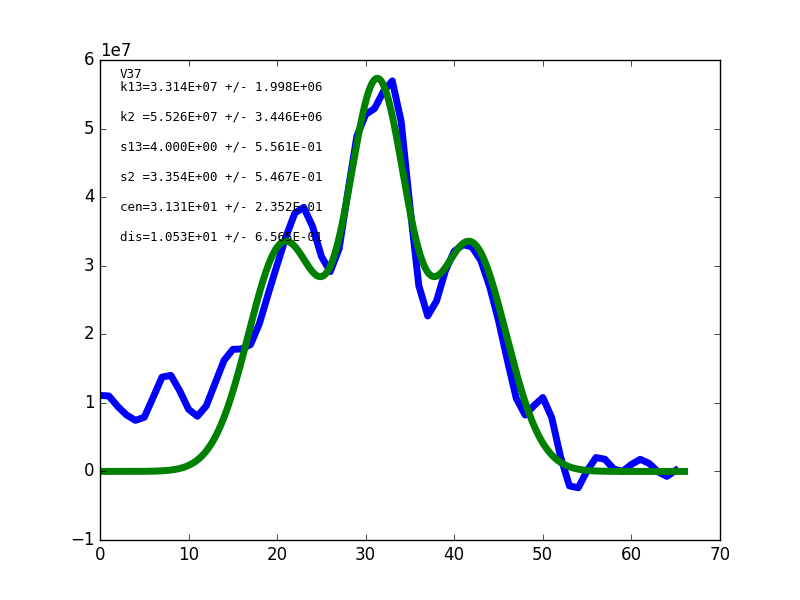 1e7
V37
k13=3.314E+07 +/- 1.998E+06
k2 =5.526E+07 +/- 3.446E+06
s13=4.000E+00 +/- 5.561E-01
s2 =3.354E+00 +/- 5.467E-01
cen=3.131E+01 +/- 2.352E-01
dis=1.053E+01 +/- 6.565E-01
6
5
4
3
2
1
0
−1
0 10 20 30 40 50 60 70